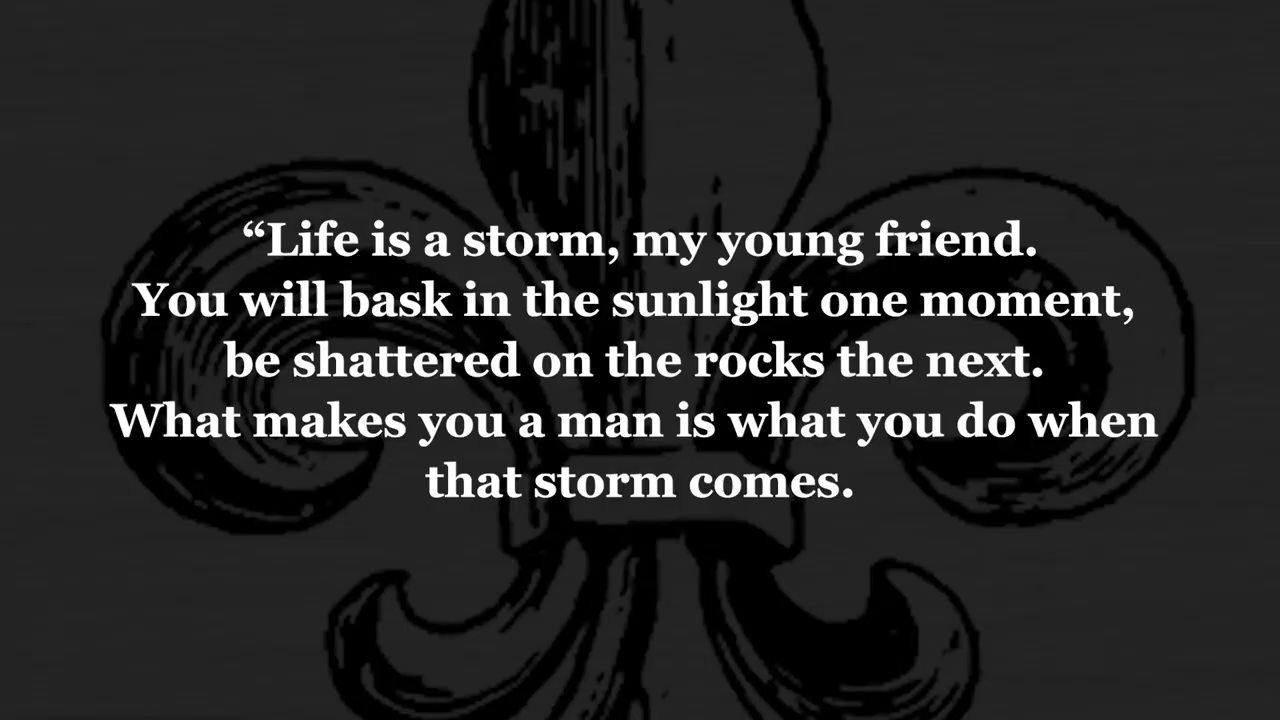 “Life is a storm, my young friend.
You will bask in the sunlight one moment,
be shattered on the rocks the next.
What makes you a man is what you do when
that storm comes.